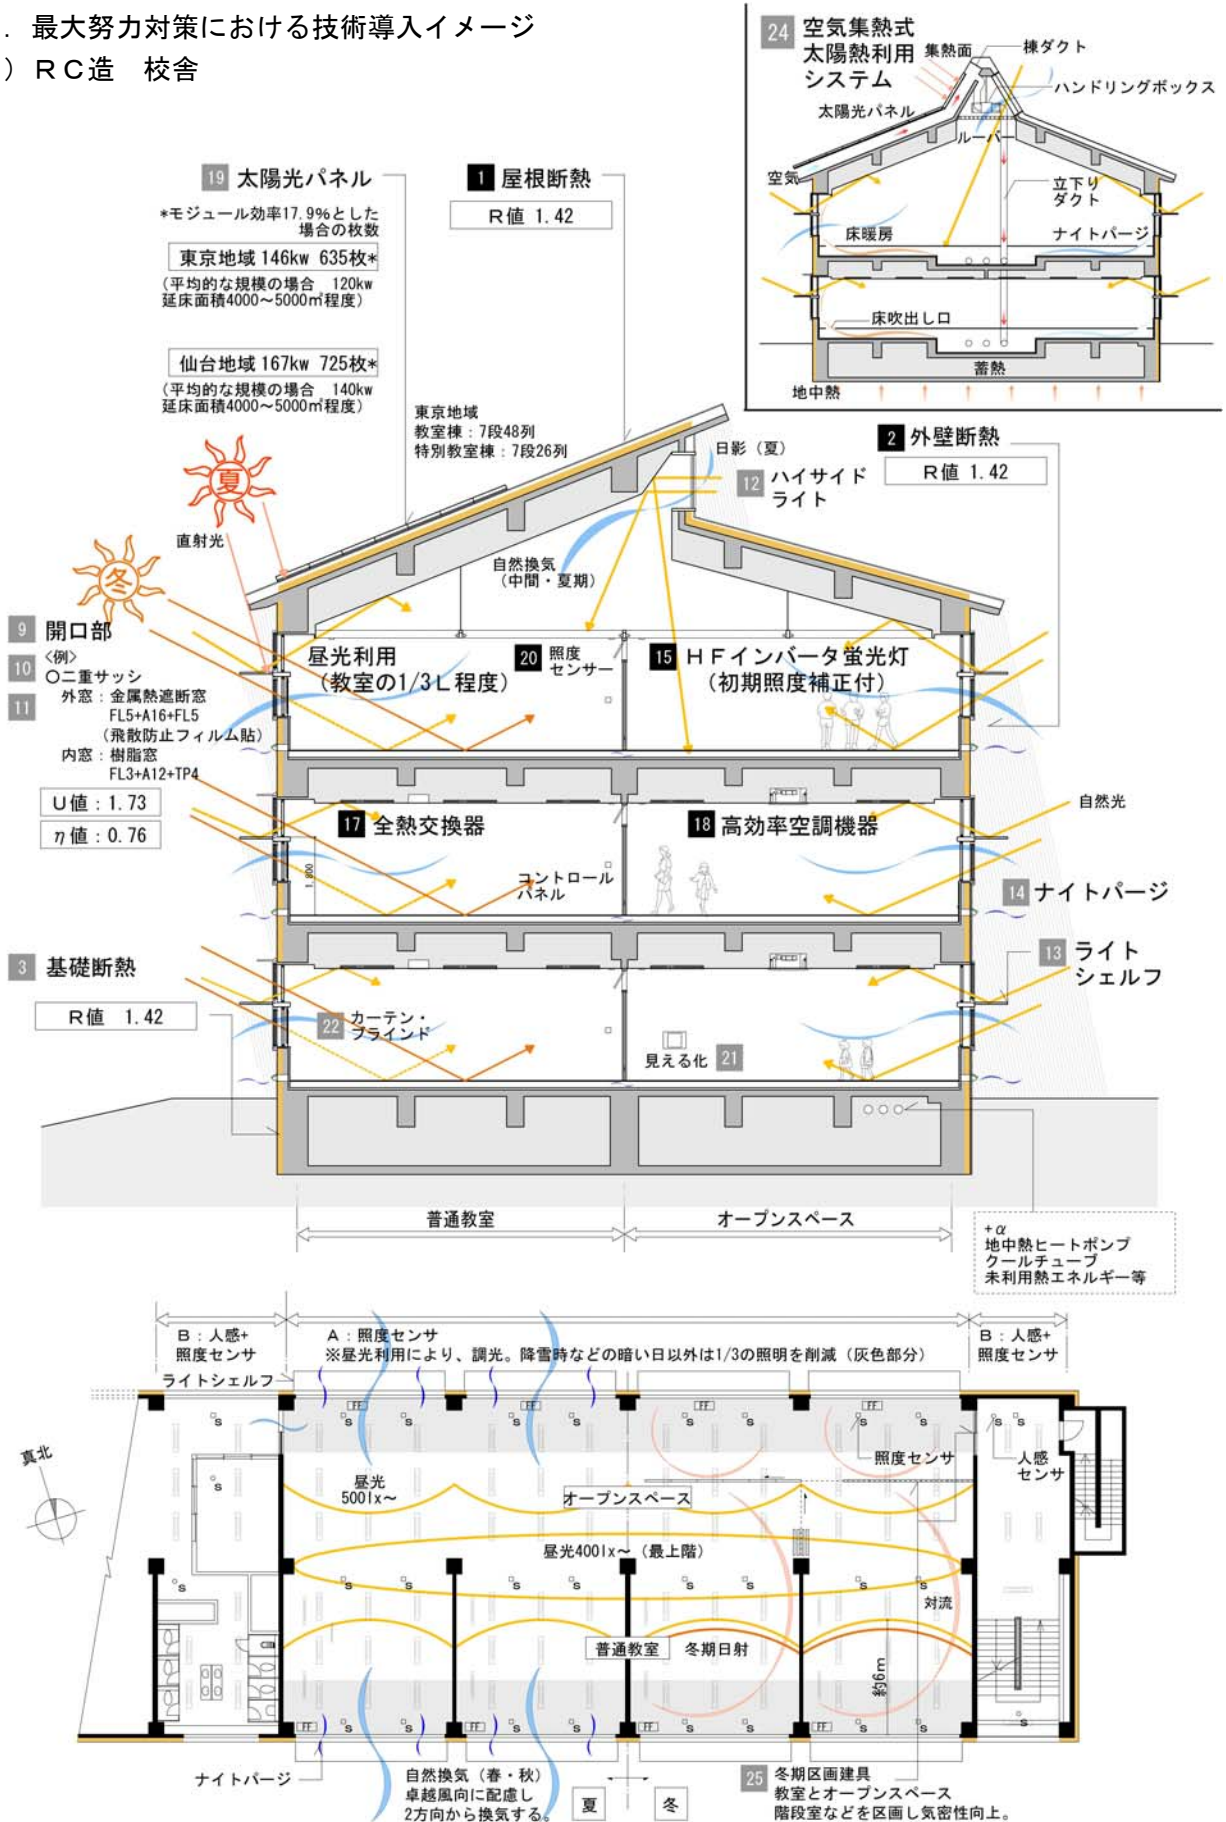 ．最大努力対策における技術導入イメージ
）ＲＣ造　校舎
24 空気集熱式
太陽熱利用
システム
集熱面
棟ダクト
ハンドリングボックス
太陽光パネル
ルーバー
空気
立下り
ダクト
床暖房
ナイトパージ
床吹出し口
蓄熱
地中熱
19 太陽光パネル
*モジュール効率17.9%とした
場合の枚数
東京地域 146kw 635枚*
(平均的な規模の場合　120kw
延床面積4000～5000㎡程度)
仙台地域 167kw 725枚*
(平均的な規模の場合　140kw
延床面積4000～5000㎡程度)
1 屋根断熱
R値 1.42
東京地域
教室棟：7段48列
特別教室棟：7段26列
日影（夏）
12 ハイサイド
ライト
2 外壁断熱
R値 1.42
夏
直射光
冬
自然換気
（中間・夏期）
9 開口部
10 〈例〉
○二重サッシ
11
外窓：金属熱遮断窓
FL5+A16+FL5
（飛散防止フィルム貼）
内窓：樹脂窓
FL3+A12+TP4
U値：1.73
η値：0.76
昼光利用
(教室の1/3Ｌ程度)
20 照度
センサー
15 ＨＦインバータ蛍光灯
（初期照度補正付）
17 全熱交換器
18 高効率空調機器
自然光
1,800
コントロール
パネル
14 ナイトパージ
13 ライト
シェルフ
3 基礎断熱
R値 1.42
22 カーテン・
ブラインド
見える化 21
普通教室
オープンスペース
+α
地中熱ヒートポンプ
クールチューブ
未利用熱エネルギー等
B：人感+
照度センサ
A：照度センサ
※昼光利用により、調光。降雪時などの暗い日以外は1/3の照明を削減（灰色部分）
B：人感+
照度センサ
ライトシェルフ
FF FF FF FF
S S S S S S S S S S S
真北
照度センサ
人感
センサ
S
昼光
500lx～
オープンスペース
昼光400lx～（最上階）
S S S S S S S S S
対流
普通教室
冬期日射
約6m
FF FF FF FF
S S S S S S S S S
ナイトパージ
自然換気（春・秋）
卓越風向に配慮し
2方向から換気する。
夏
冬
25 冬期区画建具
教室とオープンスペース
階段室などを区画し気密性向上。